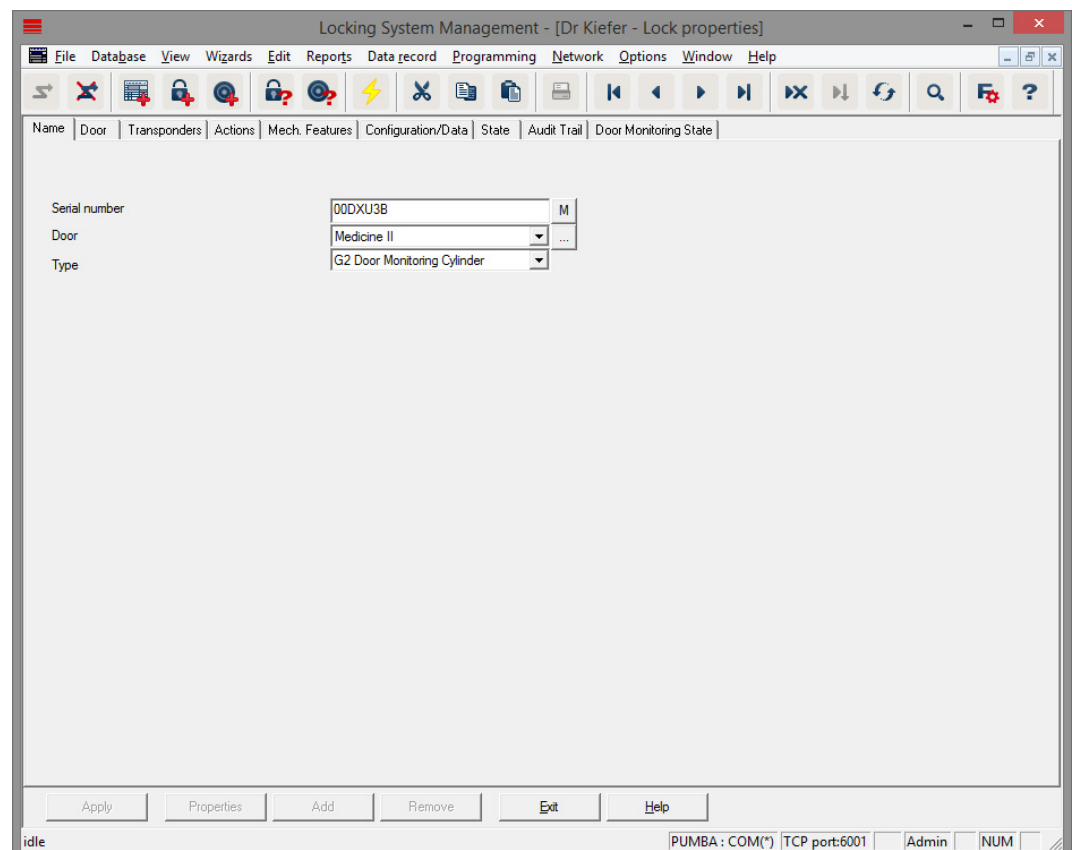 Locking System Management - [Dr Kiefer - Lock properties]
File Database View Wizards Edit Reports Data record Programming Network Options Window Help
Name Door Transponders Actions Mech. Features Configuration/Data State Audit Trail Door Monitoring State
Serial number 00DXU3B M
Door Medicine II ...
Type G2 Door Monitoring Cylinder
Apply Properties Add Remove Exit Help
idle PUMBA : COM(*) TCP port:6001 Admin NUM